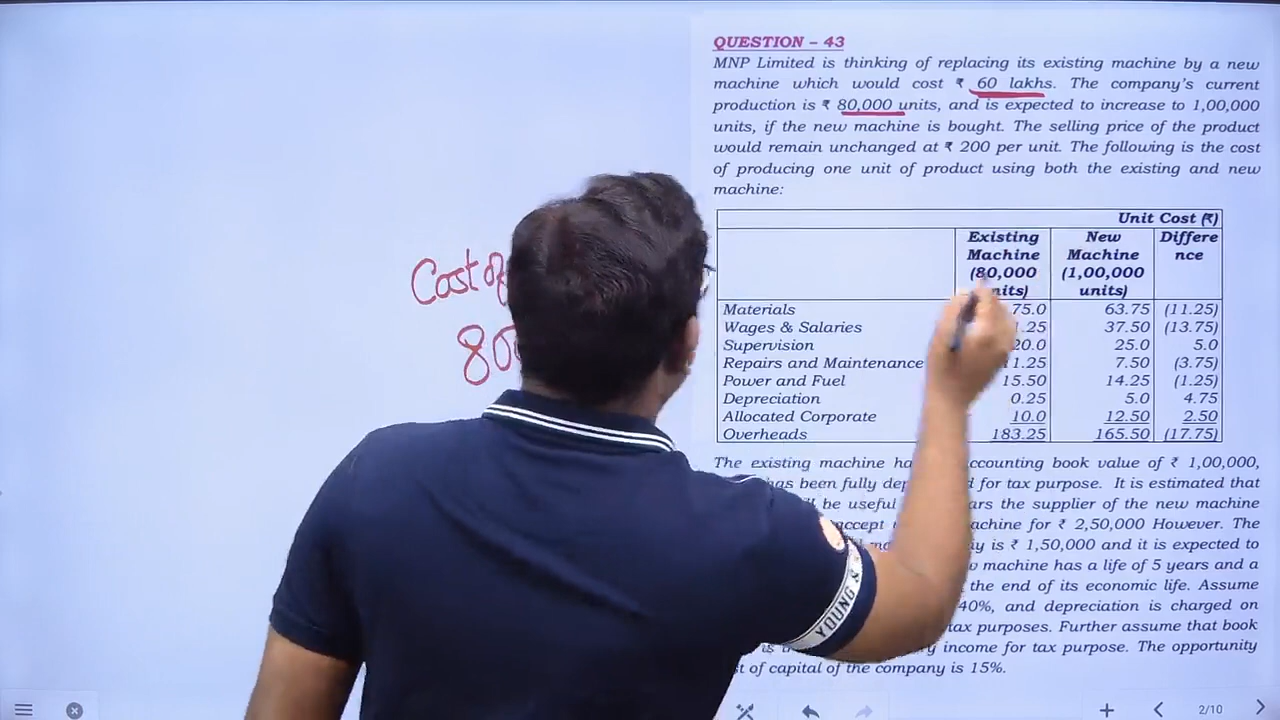 QUESTION – 43
MNP Limited is thinking of replacing its existing machine by a new
machine which would cost ₹ 60 lakhs. The company's current
production is ₹ 80,000 units, and is expected to increase to 1,00,000
units, if the new machine is bought. The selling price of the product
would remain unchanged at ₹ 200 per unit. The following is the cost
of producing one unit of product using both the existing and new
machine:
Unit Cost (₹)
Existing Machine (80,000
New Machine (1,00,000 units)
Differe nce
Materials 75.0 63.75 (11.25)
Wages & Salaries 37.50 (13.75)
Supervision 20.0 25.0 5.0
Repairs and Maintenance 7.50 (3.75)
Power and Fuel 15.50 14.25 (1.25)
Depreciation 0.25 5.0 4.75
Allocated Corporate 10.0 12.50 2.50
Overheads 183.25 165.50 (17.75)
Cost of
The existing machine accounting book value of ₹ 1,00,000,
has been fully for tax purpose. It is estimated that
be useful the supplier of the new machine
accept for ₹ 2,50,000 However. The
is ₹ 1,50,000 and it is expected to
machine has a life of 5 years and a
the end of its economic life. Assume
40%, and depreciation is charged on
tax purposes. Further assume that book
income for tax purpose. The opportunity
of capital of the company is 15%.
YOUNG S
2/10